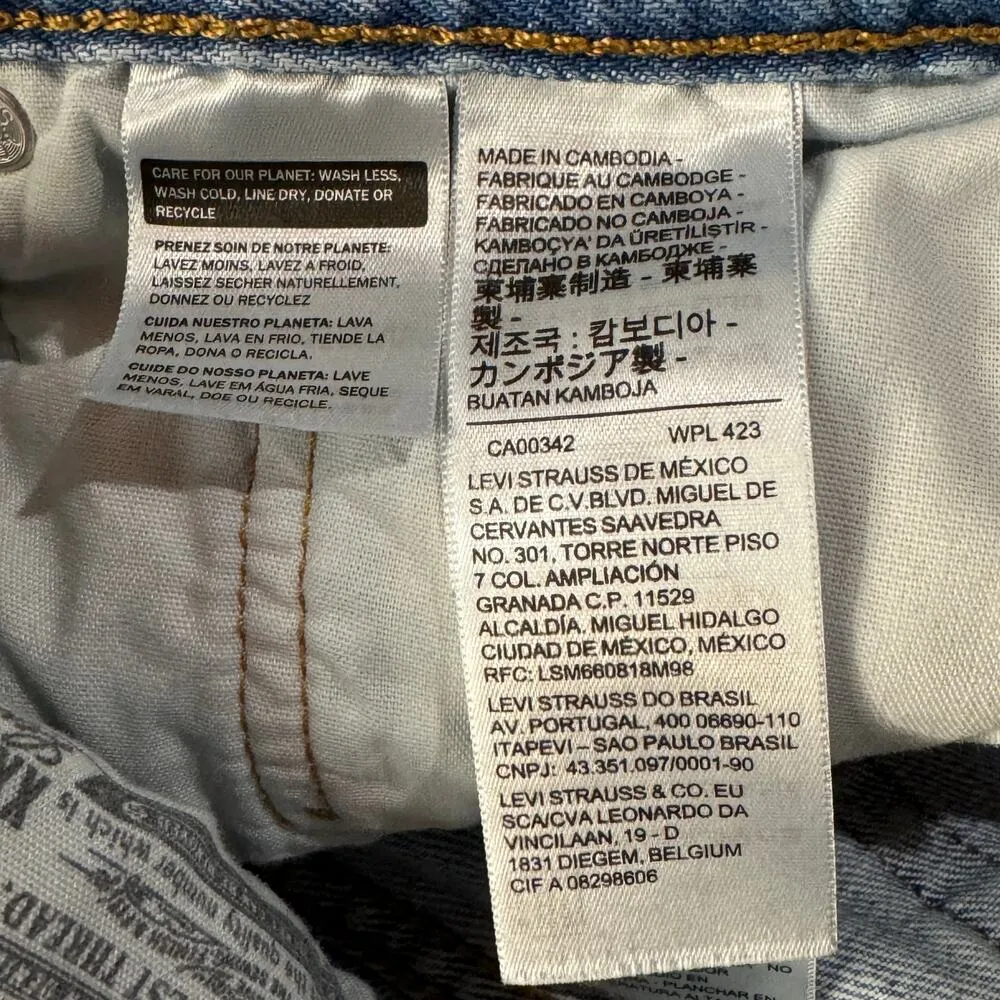 CARE FOR OUR PLANET: WASH LESS,
WASH COLD, LINE DRY, DONATE OR
RECYCLE
PRENEZ SOIN DE NOTRE PLANETE:
LAVEZ MOINS, LAVEZ A FROID,
LAISSEZ SECHER NATURELLEMENT,
DONNEZ OU RECYCLEZ
CUIDA NUESTRO PLANETA: LAVA
MENOS, LAVA EN FRIO, TIENDE LA
ROPA, DONA O RECICLA.
CUIDE DO NOSSO PLANETA: LAVE
MENOS, LAVE EM ÁGUA FRIA, SEQUE
EM VARAL, DOE OU RECICLE.
MADE IN CAMBODIA -
FABRIQUE AU CAMBODGE -
FABRICADO EN CAMBOYA -
FABRICADO NO CAMBOJA -
KAMBOÇYA' DA ÜRETİLİŞTİR -
СДЕЛАНО В КАМБОДЖЕ -
柬埔寨制造 - 柬埔寨
製 -
제조국 : 캄보디아 -
カンボジア製 -
BUATAN KAMBOJA
CA00342 WPL 423
LEVI STRAUSS DE MÉXICO
S.A. DE C.V.BLVD. MIGUEL DE
CERVANTES SAAVEDRA
NO. 301, TORRE NORTE PISO
7 COL. AMPLIACIÓN
GRANADA C.P. 11529
ALCALDÍA, MIGUEL HIDALGO
CIUDAD DE MÉXICO, MÉXICO
RFC: LSM660818M98
LEVI STRAUSS DO BRASIL
AV. PORTUGAL, 400 06690-110
ITAPEVI – SAO PAULO BRASIL
CNPJ: 43.351.097/0001-90
LEVI STRAUSS & CO. EU
SCA/CVA LEONARDO DA
VINCILAAN, 19 - D
1831 DIEGEM, BELGIUM
CIF A 08298606
NO
PLANCHAR EN
Which is
THREAD.